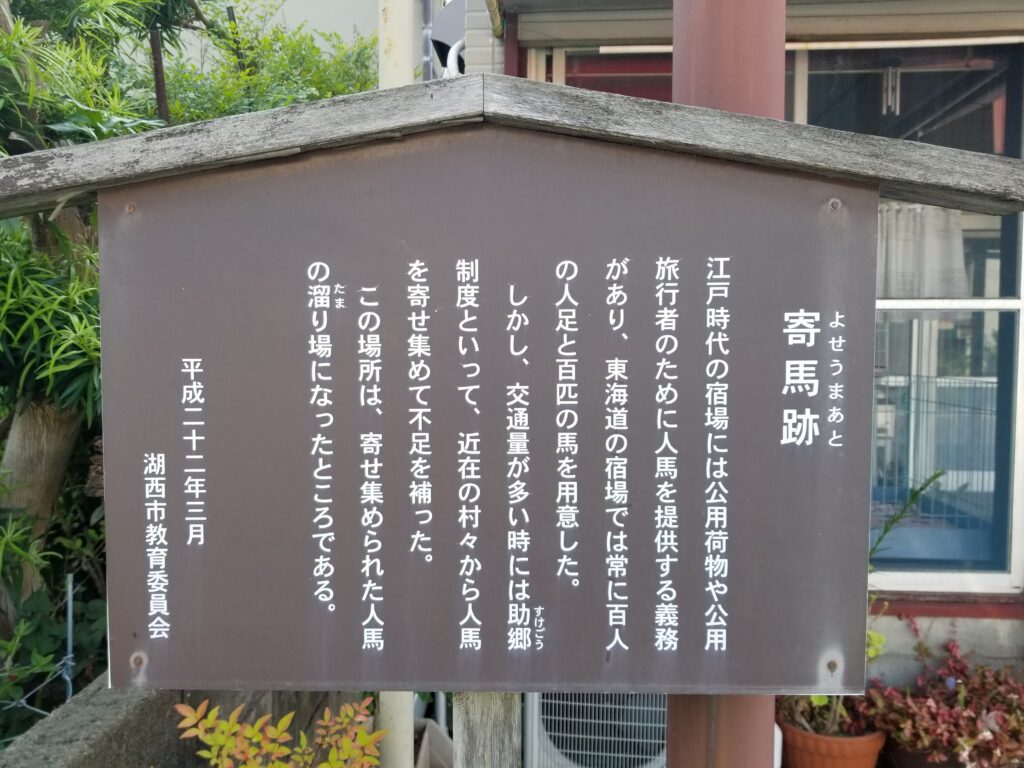 寄馬跡
よせうまあと
江戸時代の宿場には公用荷物や公用
旅行者のために人馬を提供する義務
があり、東海道の宿場では常に百人
の人足と百匹の馬を用意した。
しかし、交通量が多い時には助郷
すけごう
制度といって、近在の村々から人馬
を寄せ集めて不足を補った。
この場所は、寄せ集められた人馬
の溜り場になったところである。
たま
平成二十二年三月
湖西市教育委員会